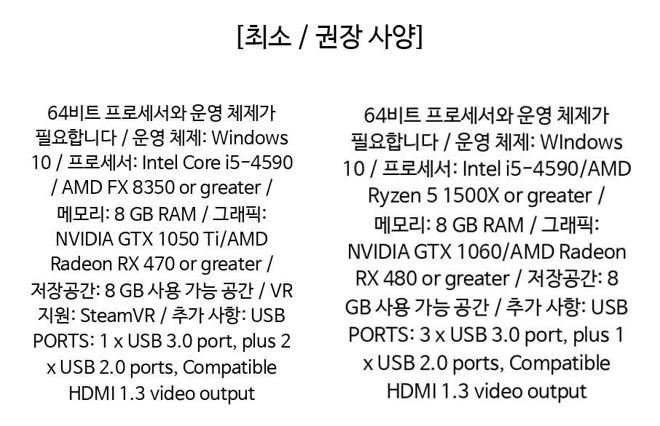 [최소 / 권장 사양]
64비트 프로세서와 운영 체제가
필요합니다 / 운영 체제: Windows
10 / 프로세서: Intel Core i5-4590
/ AMD FX 8350 or greater /
메모리: 8 GB RAM / 그래픽:
NVIDIA GTX 1050 Ti/AMD
Radeon RX 470 or greater /
저장공간: 8 GB 사용 가능 공간 / VR
지원: SteamVR / 추가 사항: USB
PORTS: 1 x USB 3.0 port, plus 2
x USB 2.0 ports, Compatible
HDMI 1.3 video output
64비트 프로세서와 운영 체제가
필요합니다 / 운영 체제: WIndows
10 / 프로세서: Intel i5-4590/AMD
Ryzen 5 1500X or greater /
메모리: 8 GB RAM / 그래픽:
NVIDIA GTX 1060/AMD Radeon
RX 480 or greater / 저장공간: 8
GB 사용 가능 공간 / 추가 사항: USB
PORTS: 3 x USB 3.0 port, plus 1
x USB 2.0 ports, Compatible
HDMI 1.3 video output